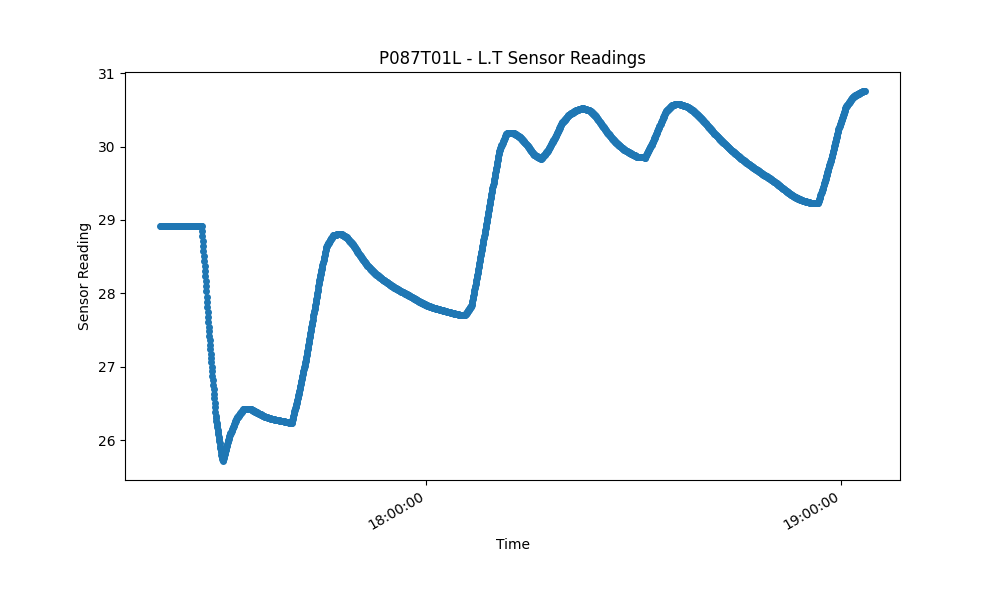 P087T01L - L.T Sensor Readings
31
30
29
28
27
26
Sensor Reading
18:00:00
19:00:00
Time